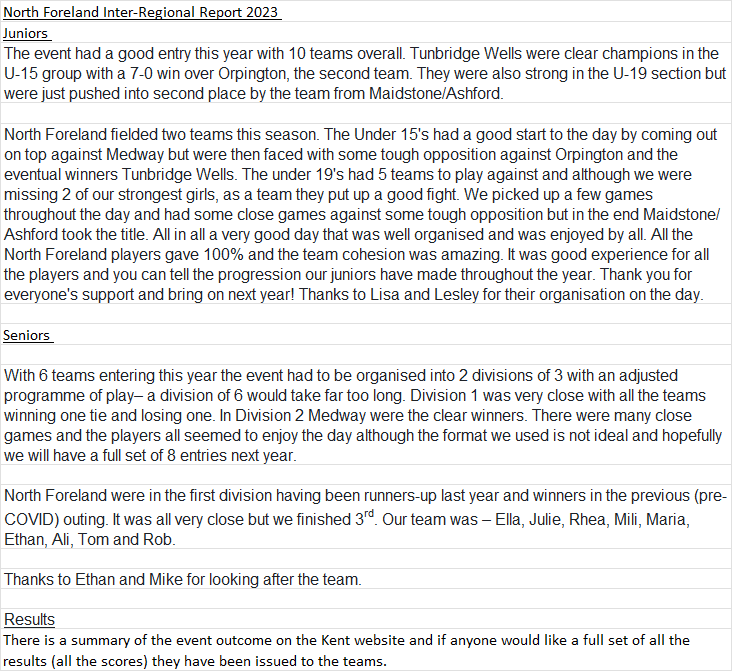 North Foreland Inter-Regional Report 2023
Juniors
The event had a good entry this year with 10 teams overall. Tunbridge Wells were clear champions in the
U-15 group with a 7-0 win over Orpington, the second team. They were also strong in the U-19 section but
were just pushed into second place by the team from Maidstone/Ashford.
North Foreland fielded two teams this season. The Under 15's had a good start to the day by coming out
on top against Medway but were then faced with some tough opposition against Orpington and the
eventual winners Tunbridge Wells. The under 19's had 5 teams to play against and although we were
missing 2 of our strongest girls, as a team they put up a good fight. We picked up a few games
throughout the day and had some close games against some tough opposition but in the end Maidstone/
Ashford took the title. All in all a very good day that was well organised and was enjoyed by all. All the
North Foreland players gave 100% and the team cohesion was amazing. It was good experience for all
the players and you can tell the progression our juniors have made throughout the year. Thank you for
everyone's support and bring on next year! Thanks to Lisa and Lesley for their organisation on the day.
Seniors
With 6 teams entering this year the event had to be organised into 2 divisions of 3 with an adjusted
programme of play– a division of 6 would take far too long. Division 1 was very close with all the teams
winning one tie and losing one. In Division 2 Medway were the clear winners. There were many close
games and the players all seemed to enjoy the day although the format we used is not ideal and hopefully
we will have a full set of 8 entries next year.
North Foreland were in the first division having been runners-up last year and winners in the previous (pre-
COVID) outing. It was all very close but we finished 3rd. Our team was – Ella, Julie, Rhea, Mili, Maria,
Ethan, Ali, Tom and Rob.
Thanks to Ethan and Mike for looking after the team.
Results
There is a summary of the event outcome on the Kent website and if anyone would like a full set of all the
results (all the scores) they have been issued to the teams.